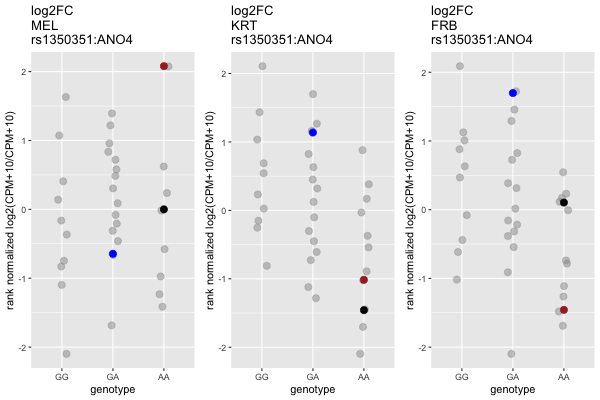 log2FC
MEL
rs1350351:ANO4
rank normalized log2(CPM+10/CPM+10)
2
1
0
-1
-2
GG GA AA
genotype
log2FC
KRT
rs1350351:ANO4
rank normalized log2(CPM+10/CPM+10)
2
1
0
-1
-2
GG GA AA
genotype
log2FC
FRB
rs1350351:ANO4
rank normalized log2(CPM+10/CPM+10)
2
1
0
-1
-2
GG GA AA
genotype